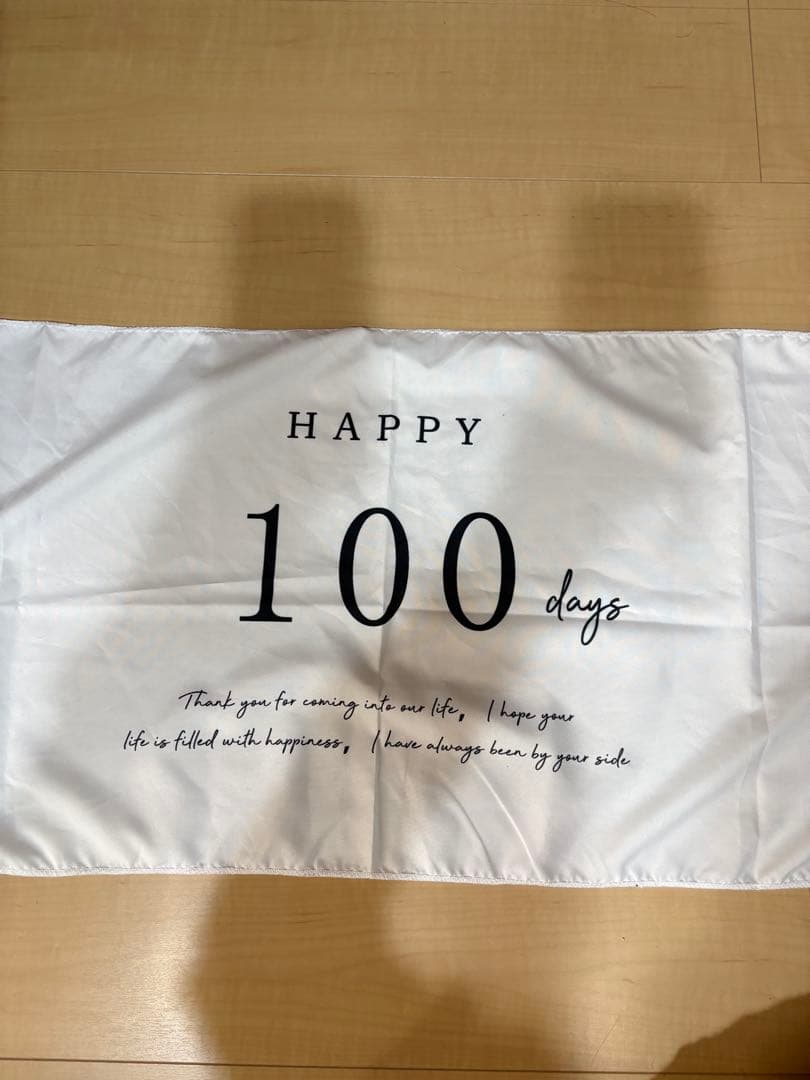 HAPPY
100 days
Thank you for coming into our life, I hope your
life is filled with happiness, I have always been by your side